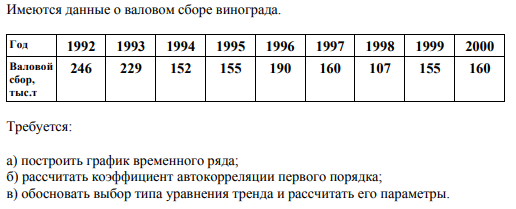 Имеются данные о валовом сборе винограда.
Год 1992 1993 1994 1995 1996 1997 1998 1999 2000
Валовой сбор, тыс.т 246 229 152 155 190 160 107 155 160
Требуется:
а) построить график временного ряда;
б) рассчитать коэффициент автокорреляции первого порядка;
в) обосновать выбор типа уравнения тренда и рассчитать его параметры.